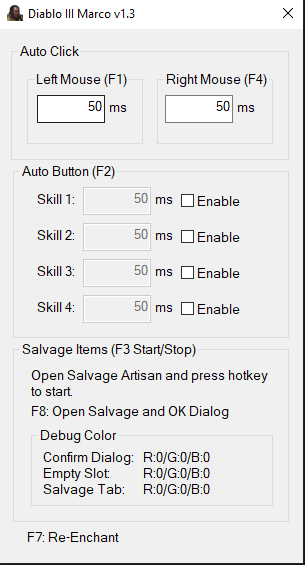 Diablo III Marco v1.3
Auto Click
Left Mouse (F1)
50 ms
Right Mouse (F4)
50 ms
Auto Button (F2)
Skill 1: 50 ms Enable
Skill 2: 50 ms Enable
Skill 3: 50 ms Enable
Skill 4: 50 ms Enable
Salvage Items (F3 Start/Stop)
Open Salvage Artisan and press hotkey
to start.
F8: Open Salvage and OK Dialog
Debug Color
Confirm Dialog: R:0/G:0/B:0
Empty Slot: R:0/G:0/B:0
Salvage Tab: R:0/G:0/B:0
F7: Re-Enchant